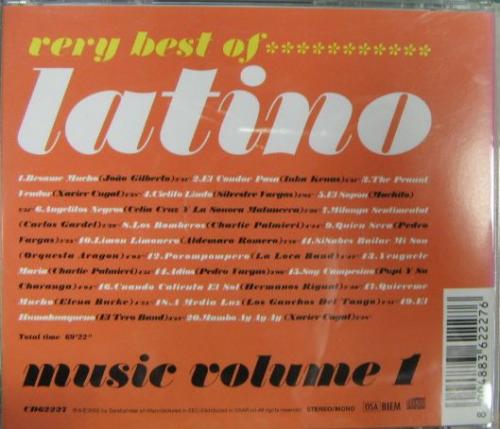 very best of ***********
latino
1.Besame Mucho(João Gilberto) 2.El Condor Pasa(Inka Kenas) 3.The Peanut
Vendor(Xavier Cugat) 4.Cielito Lindo(Silvestre Vargas) 5.El Sopon(Machito)
6.Angelitos Negros(Celia Cruz Y La Sonora Matancera) 7.Milonga Sentimental
(Carlos Gardel) 8.Los Bomberos(Charlie Palmieri) 9.Quien Sera(Pedro
Vargas) 10.Limon Limonero(Aldemaro Romero) 11.SiSabes Bailar Mi Son
(Orquesta Aragon) 12.Porompompero(La Loca Band) 13.Venguele
Maria(Charlie Palmieri) 14.Adios(Pedro Vargas) 15.Soy Campesino(Pupi Y Su
Charanga) 16.Cuando Calienta El Sol(Hermanos Rigual) 17.Quiereme
Mucho(Elena Burke) 18.A Media Luz(Los Gauchos Del Tango) 19.El
Humahuaqueno(El Tero Band) 20.Mambo Ay Ay Ay(Xavier Cugat)
Total time 69'22"
music volume 1
CD62227
STEREO/MONO DSA BIEM
8 004883 622276